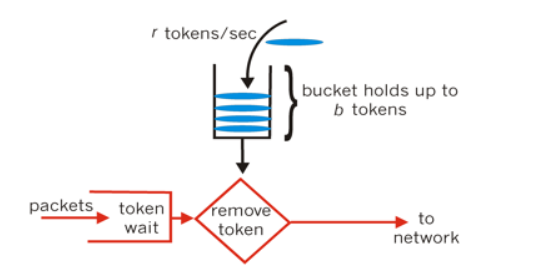 r tokens/sec
bucket holds up to
b tokens
packets
token
wait
remove
token
to
network